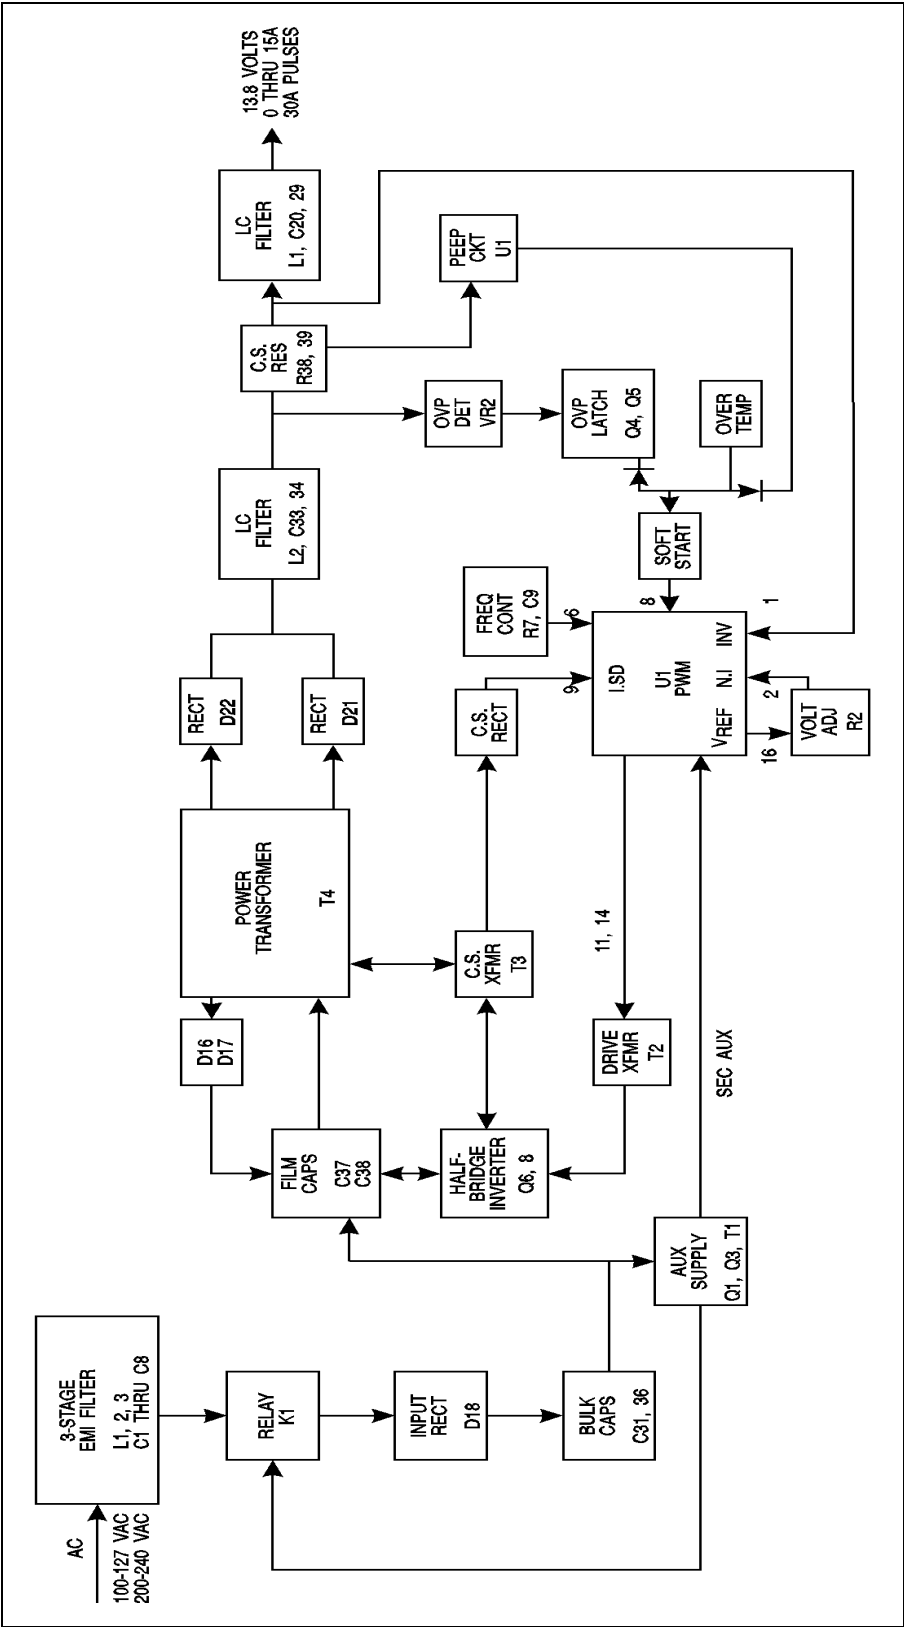 AC
100-127 VAC
200-240 VAC
3-STAGE
EMI FILTER
L1, 2, 3
C1 THRU C8
RELAY
K1
INPUT
RECT
D18
BULK
CAPS
C31, 36
D16
D17
FILM
CAPS
C37
C38
HALF-
BRIDGE
INVERTER
Q6, 8
AUX
SUPPLY
Q1, Q3, T1
SEC AUX
POWER
TRANSFORMER
T4
C.S.
XFMR
T3
DRIVE
XFMR
T2
11, 14
RECT
D22
RECT
D21
C.S.
RECT
9
I.SD
U1
PWM
VREF
N.I
INV
16
2
1
8
6
VOLT
ADJ
R2
FREQ
CONT
R7, C9
SOFT
START
LC
FILTER
L2, C33, 34
OVP
DET
VR2
OVP
LATCH
Q4, Q5
OVER
TEMP
C.S.
RES
R38, 39
PEEP
CKT
U1
LC
FILTER
L1, C20, 29
13.8 VOLTS
0 THRU 15A
30A PULSES